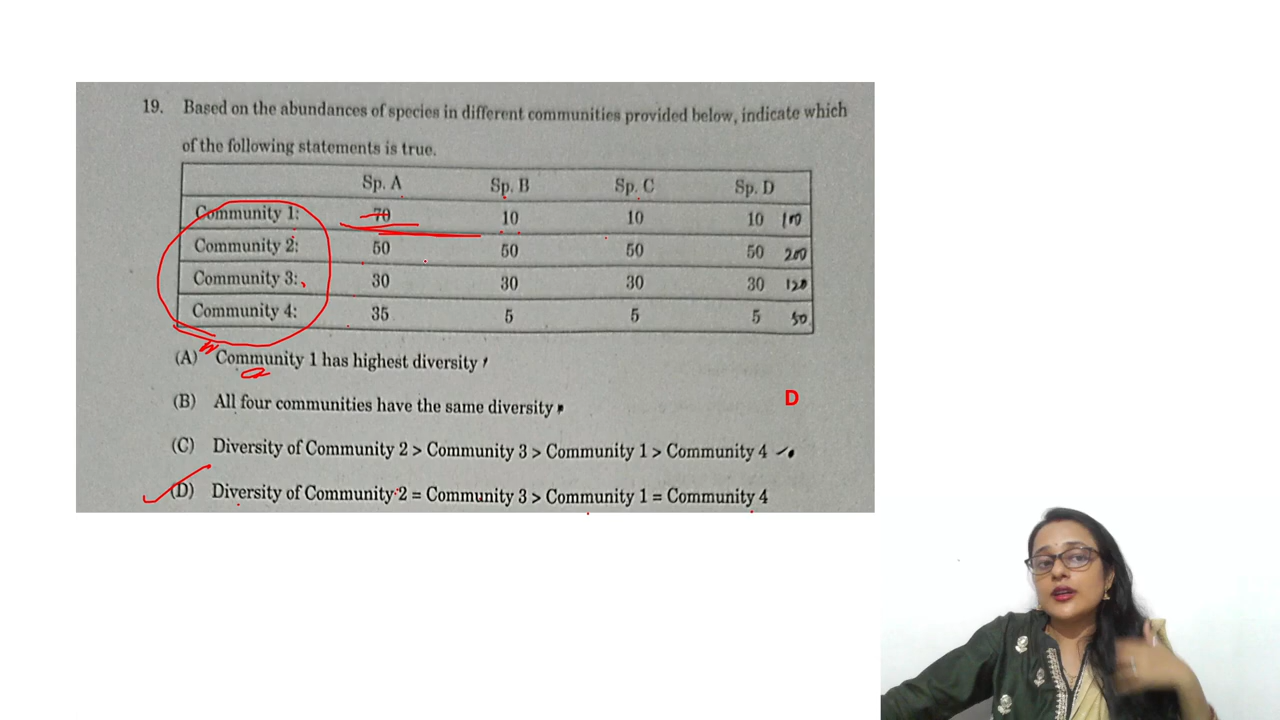 19. Based on the abundances of species in different communities provided below, indicate which
of the following statements is true.
Sp. A Sp. B Sp. C Sp. D
Community 1: 70 10 10 10 100
Community 2: 50 50 50 50 200
Community 3: 30 30 30 30 120
Community 4: 35 5 5 5 50
(A) Community 1 has highest diversity
(B) All four communities have the same diversity
D
(C) Diversity of Community 2 > Community 3 > Community 1 > Community 4
(D) Diversity of Community 2 = Community 3 > Community 1 = Community 4